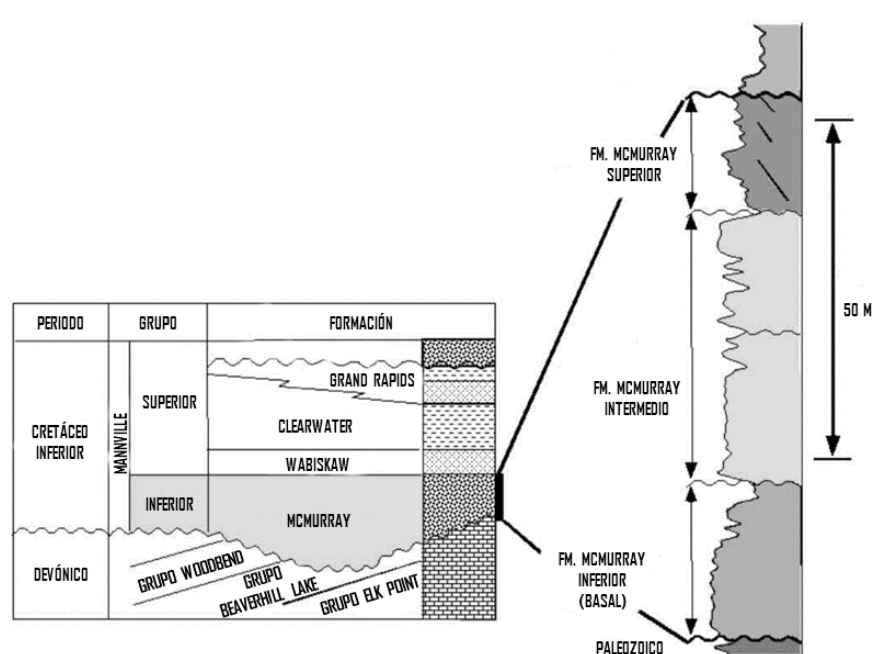 PERIODO
GRUPO
FORMACIÓN
CRETÁCEO
INFERIOR
MANNVILLE
SUPERIOR
INFERIOR
GRAND RAPIDS
CLEARWATER
WABISKAW
MCMURRAY
DEVÓNICO
GRUPO WOODBEND
GRUPO
BEAVERHILL LAKE
GRUPO ELK POINT
FM. MCMURRAY
SUPERIOR
FM. MCMURRAY
INTERMEDIO
FM. MCMURRAY
INFERIOR
(BASAL)
PALEOZOICO
50 M